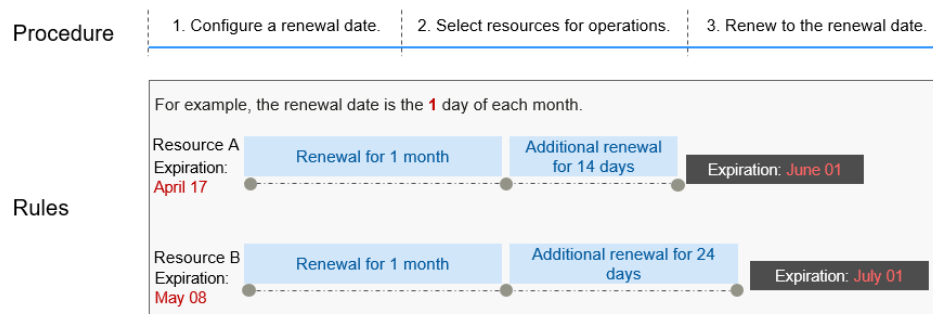 Procedure
1. Configure a renewal date.
2. Select resources for operations.
3. Renew to the renewal date.
Rules
For example, the renewal date is the 1 day of each month.
Resource A
Expiration:
April 17
Renewal for 1 month
Additional renewal
for 14 days
Expiration: June 01
Resource B
Expiration:
May 08
Renewal for 1 month
Additional renewal for 24
days
Expiration: July 01